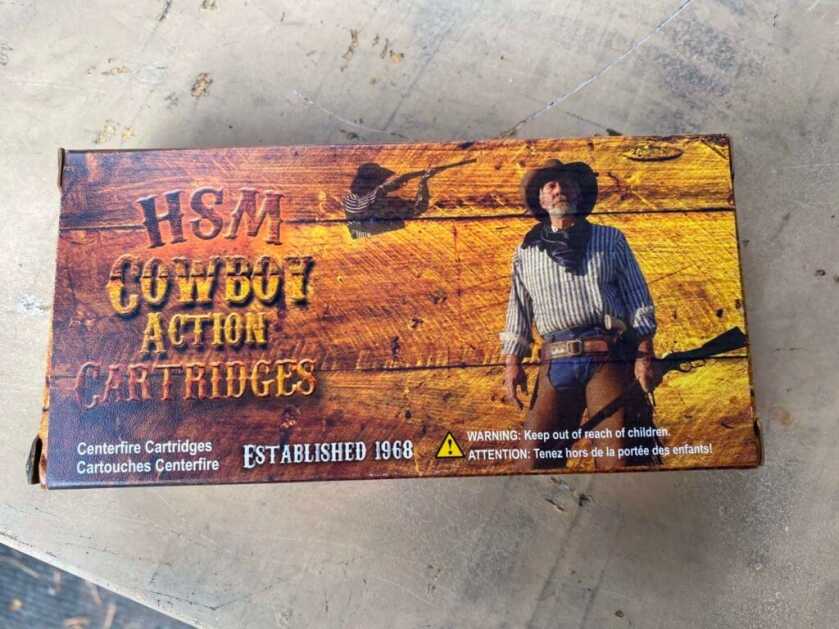 HSM
COWBOY
ACTION
CARTRIDGES
Centerfire Cartridges
Cartouches Centerfire
ESTABLISHED 1968
WARNING: Keep out of reach of children.
ATTENTION: Tenez hors de la portée des enfants!